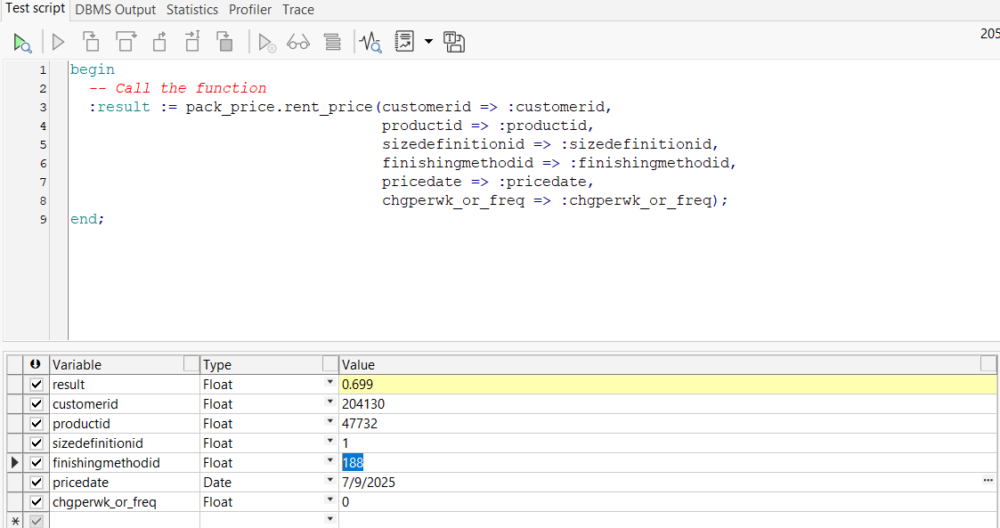 Test script DBMS Output Statistics Profiler Trace
205
1 begin
2 -- Call the function
3 :result := pack_price.rent_price(customerid => :customerid,
4 productid => :productid,
5 sizedefinitionid => :sizedefinitionid,
6 finishingmethodid => :finishingmethodid,
7 pricedate => :pricedate,
8 chgperwk_or_freq => :chgperwk_or_freq);
9 end;
Variable Type Value
result Float 0.699
customerid Float 204130
productid Float 47732
sizedefinitionid Float 1
finishingmethodid Float 188
pricedate Date 7/9/2025 ...
chgperwk_or_freq Float 0
*